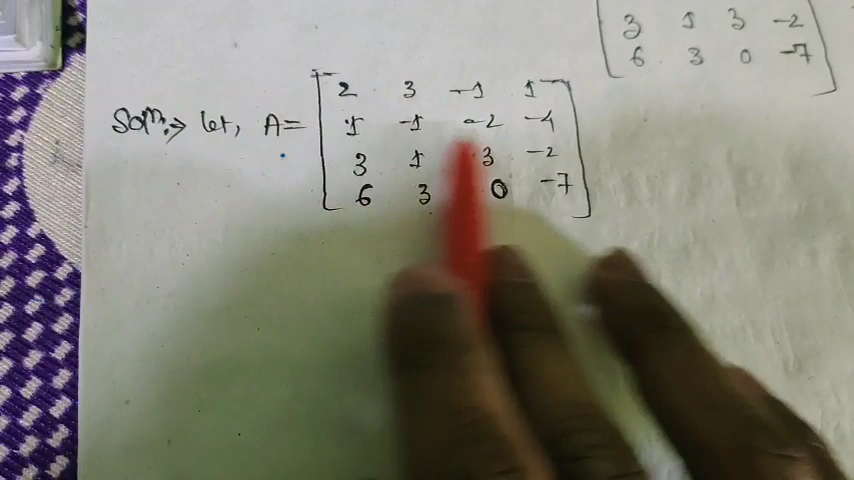 3 1 3 -2
6 3 0 -7
Soln:→ let, A = 2 3 -1 1
1 -1 -2 -4
3 1 3 -2
6 3 0 -7